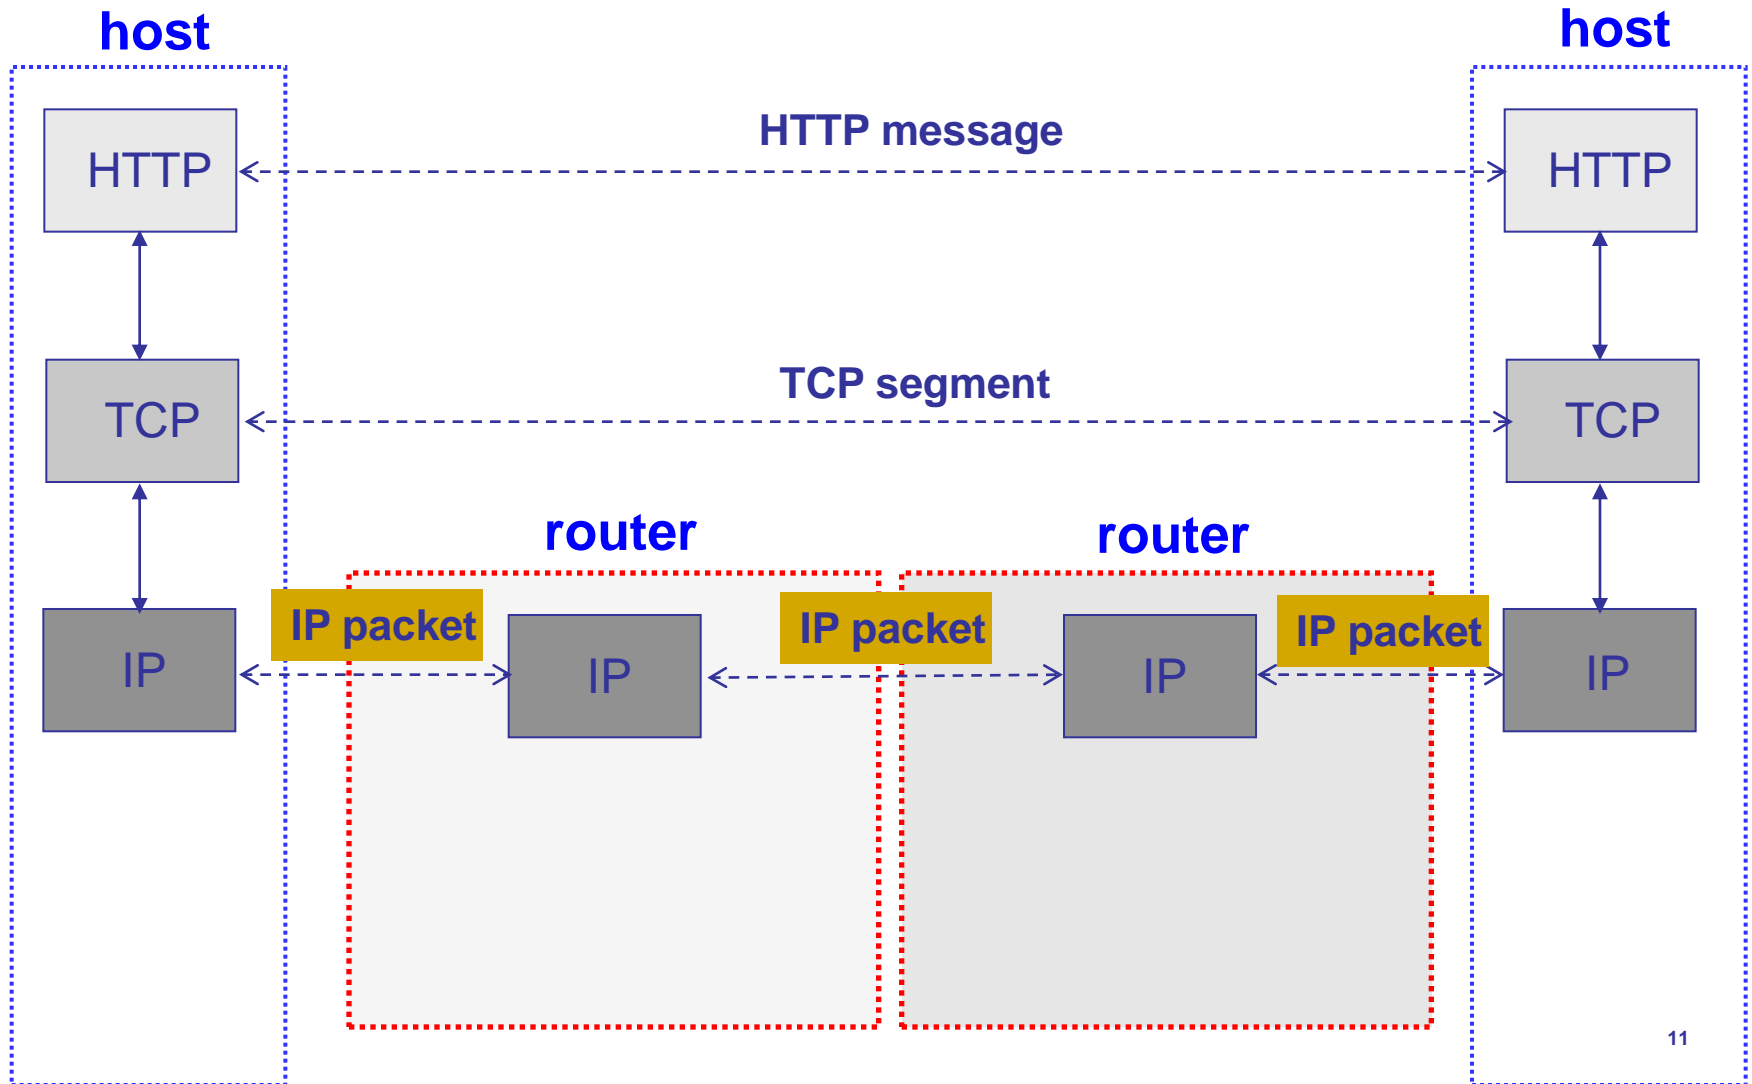 host
host
HTTP message
HTTP
HTTP
TCP segment
TCP
TCP
router
router
IP packet
IP packet
IP packet
IP
IP
IP
IP
11